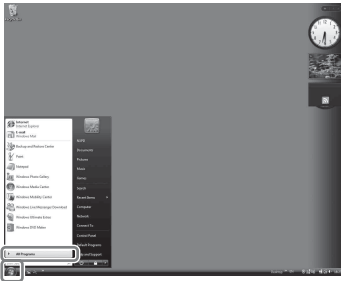 Internet
Internet Explorer
E-mail
Windows Mail
Backup and Restore Center
Paint
Notepad
Windows Photo Gallery
Windows Media Center
Windows Mobility Center
Windows Live Messenger Download
Windows Ultimate Extras
Windows DVD Maker
All Programs
Documents
Pictures
Music
Games
Search
Recent Items
Computer
Network
Connect To
Control Panel
Default Programs
Help and Support
Desktop